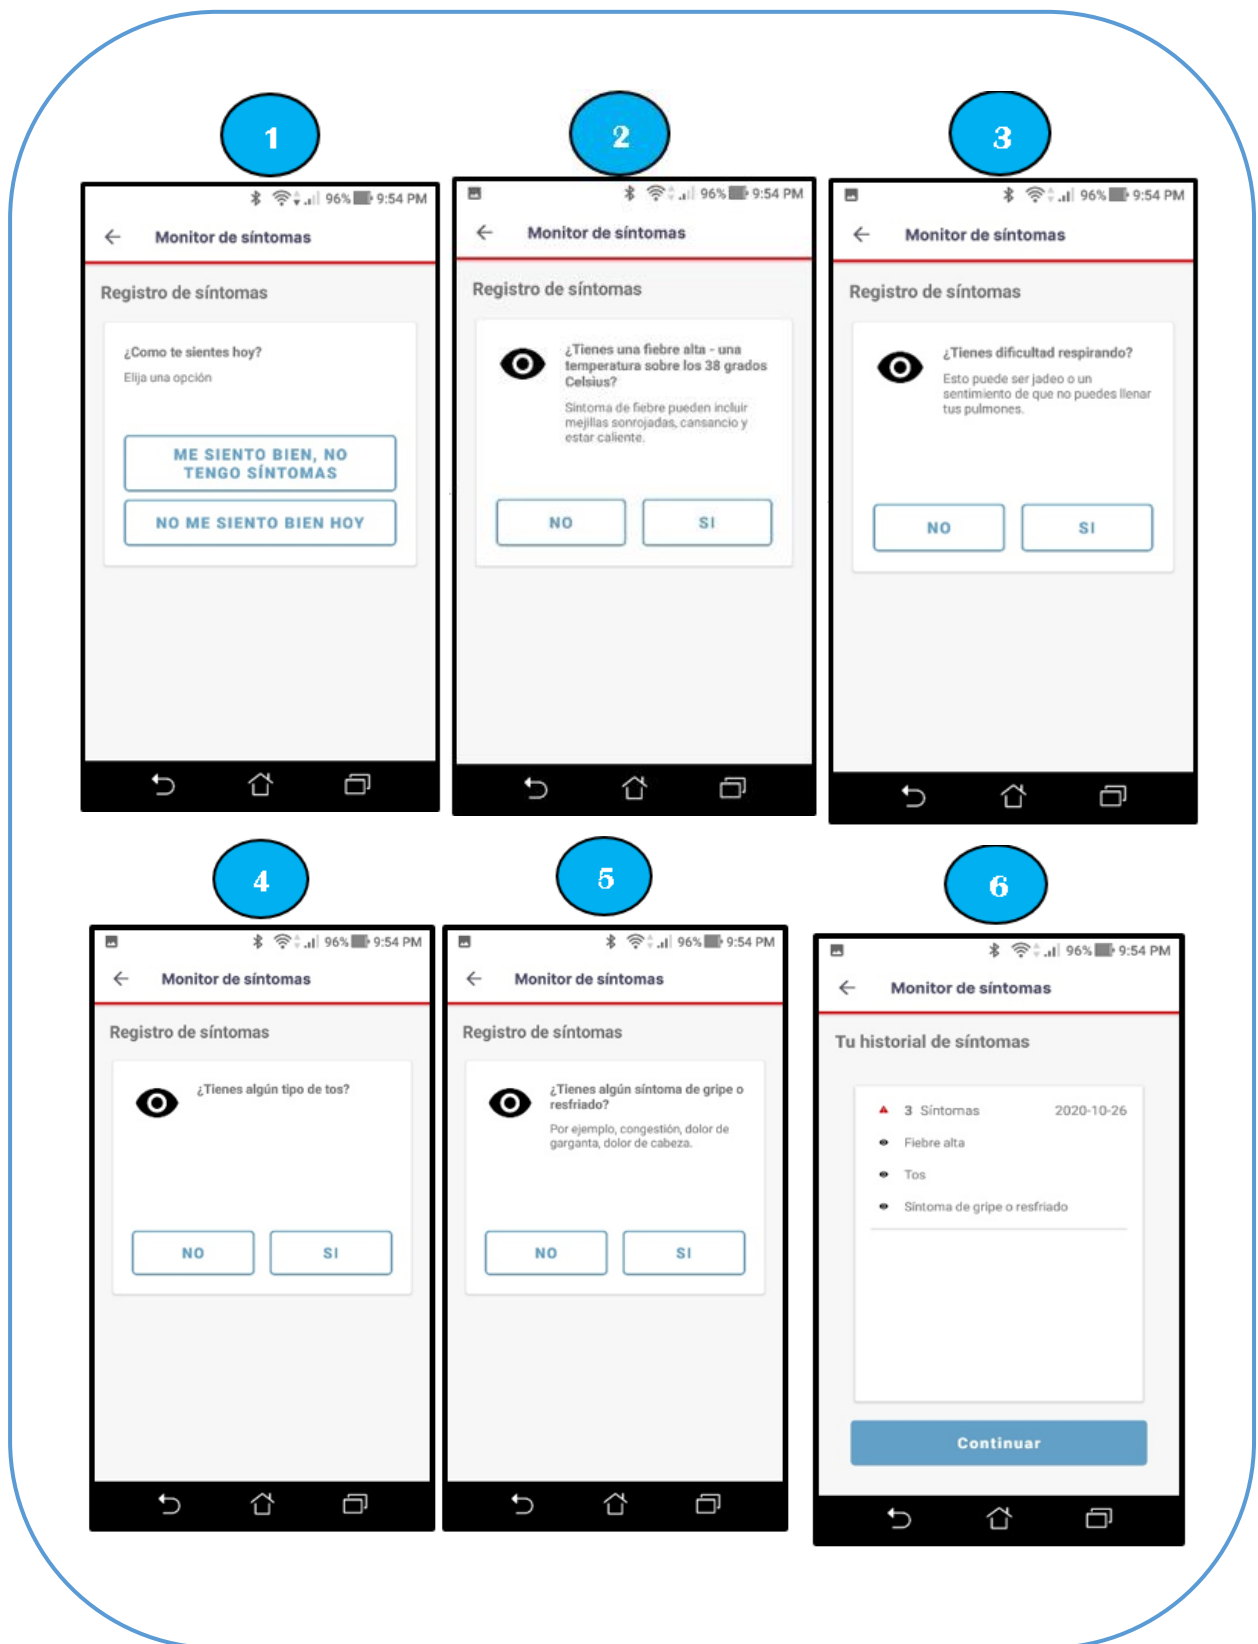 1
96% 9:54 PM
Monitor de síntomas
Registro de síntomas
¿Como te sientes hoy?
Elija una opción
ME SIENTO BIEN, NO
TENGO SÍNTOMAS
NO ME SIENTO BIEN HOY
2
96% 9:54 PM
Monitor de síntomas
Registro de síntomas
¿Tienes una fiebre alta - una
temperatura sobre los 38 grados
Celsius?
Síntoma de fiebre pueden incluir
mejillas sonrojadas, cansancio y
estar caliente.
NO SI
3
96% 9:54 PM
Monitor de síntomas
Registro de síntomas
¿Tienes dificultad respirando?
Esto puede ser jadeo o un
sentimiento de que no puedes llenar
tus pulmones.
NO SI
4
96% 9:54 PM
Monitor de síntomas
Registro de síntomas
¿Tienes algún tipo de tos?
NO SI
5
96% 9:54 PM
Monitor de síntomas
Registro de síntomas
¿Tienes algún síntoma de gripe o
resfriado?
Por ejemplo, congestión, dolor de
garganta, dolor de cabeza.
NO SI
6
96% 9:54 PM
Monitor de síntomas
Tu historial de síntomas
3 Síntomas 2020-10-26
Fiebre alta
Tos
Síntoma de gripe o resfriado
Continuar